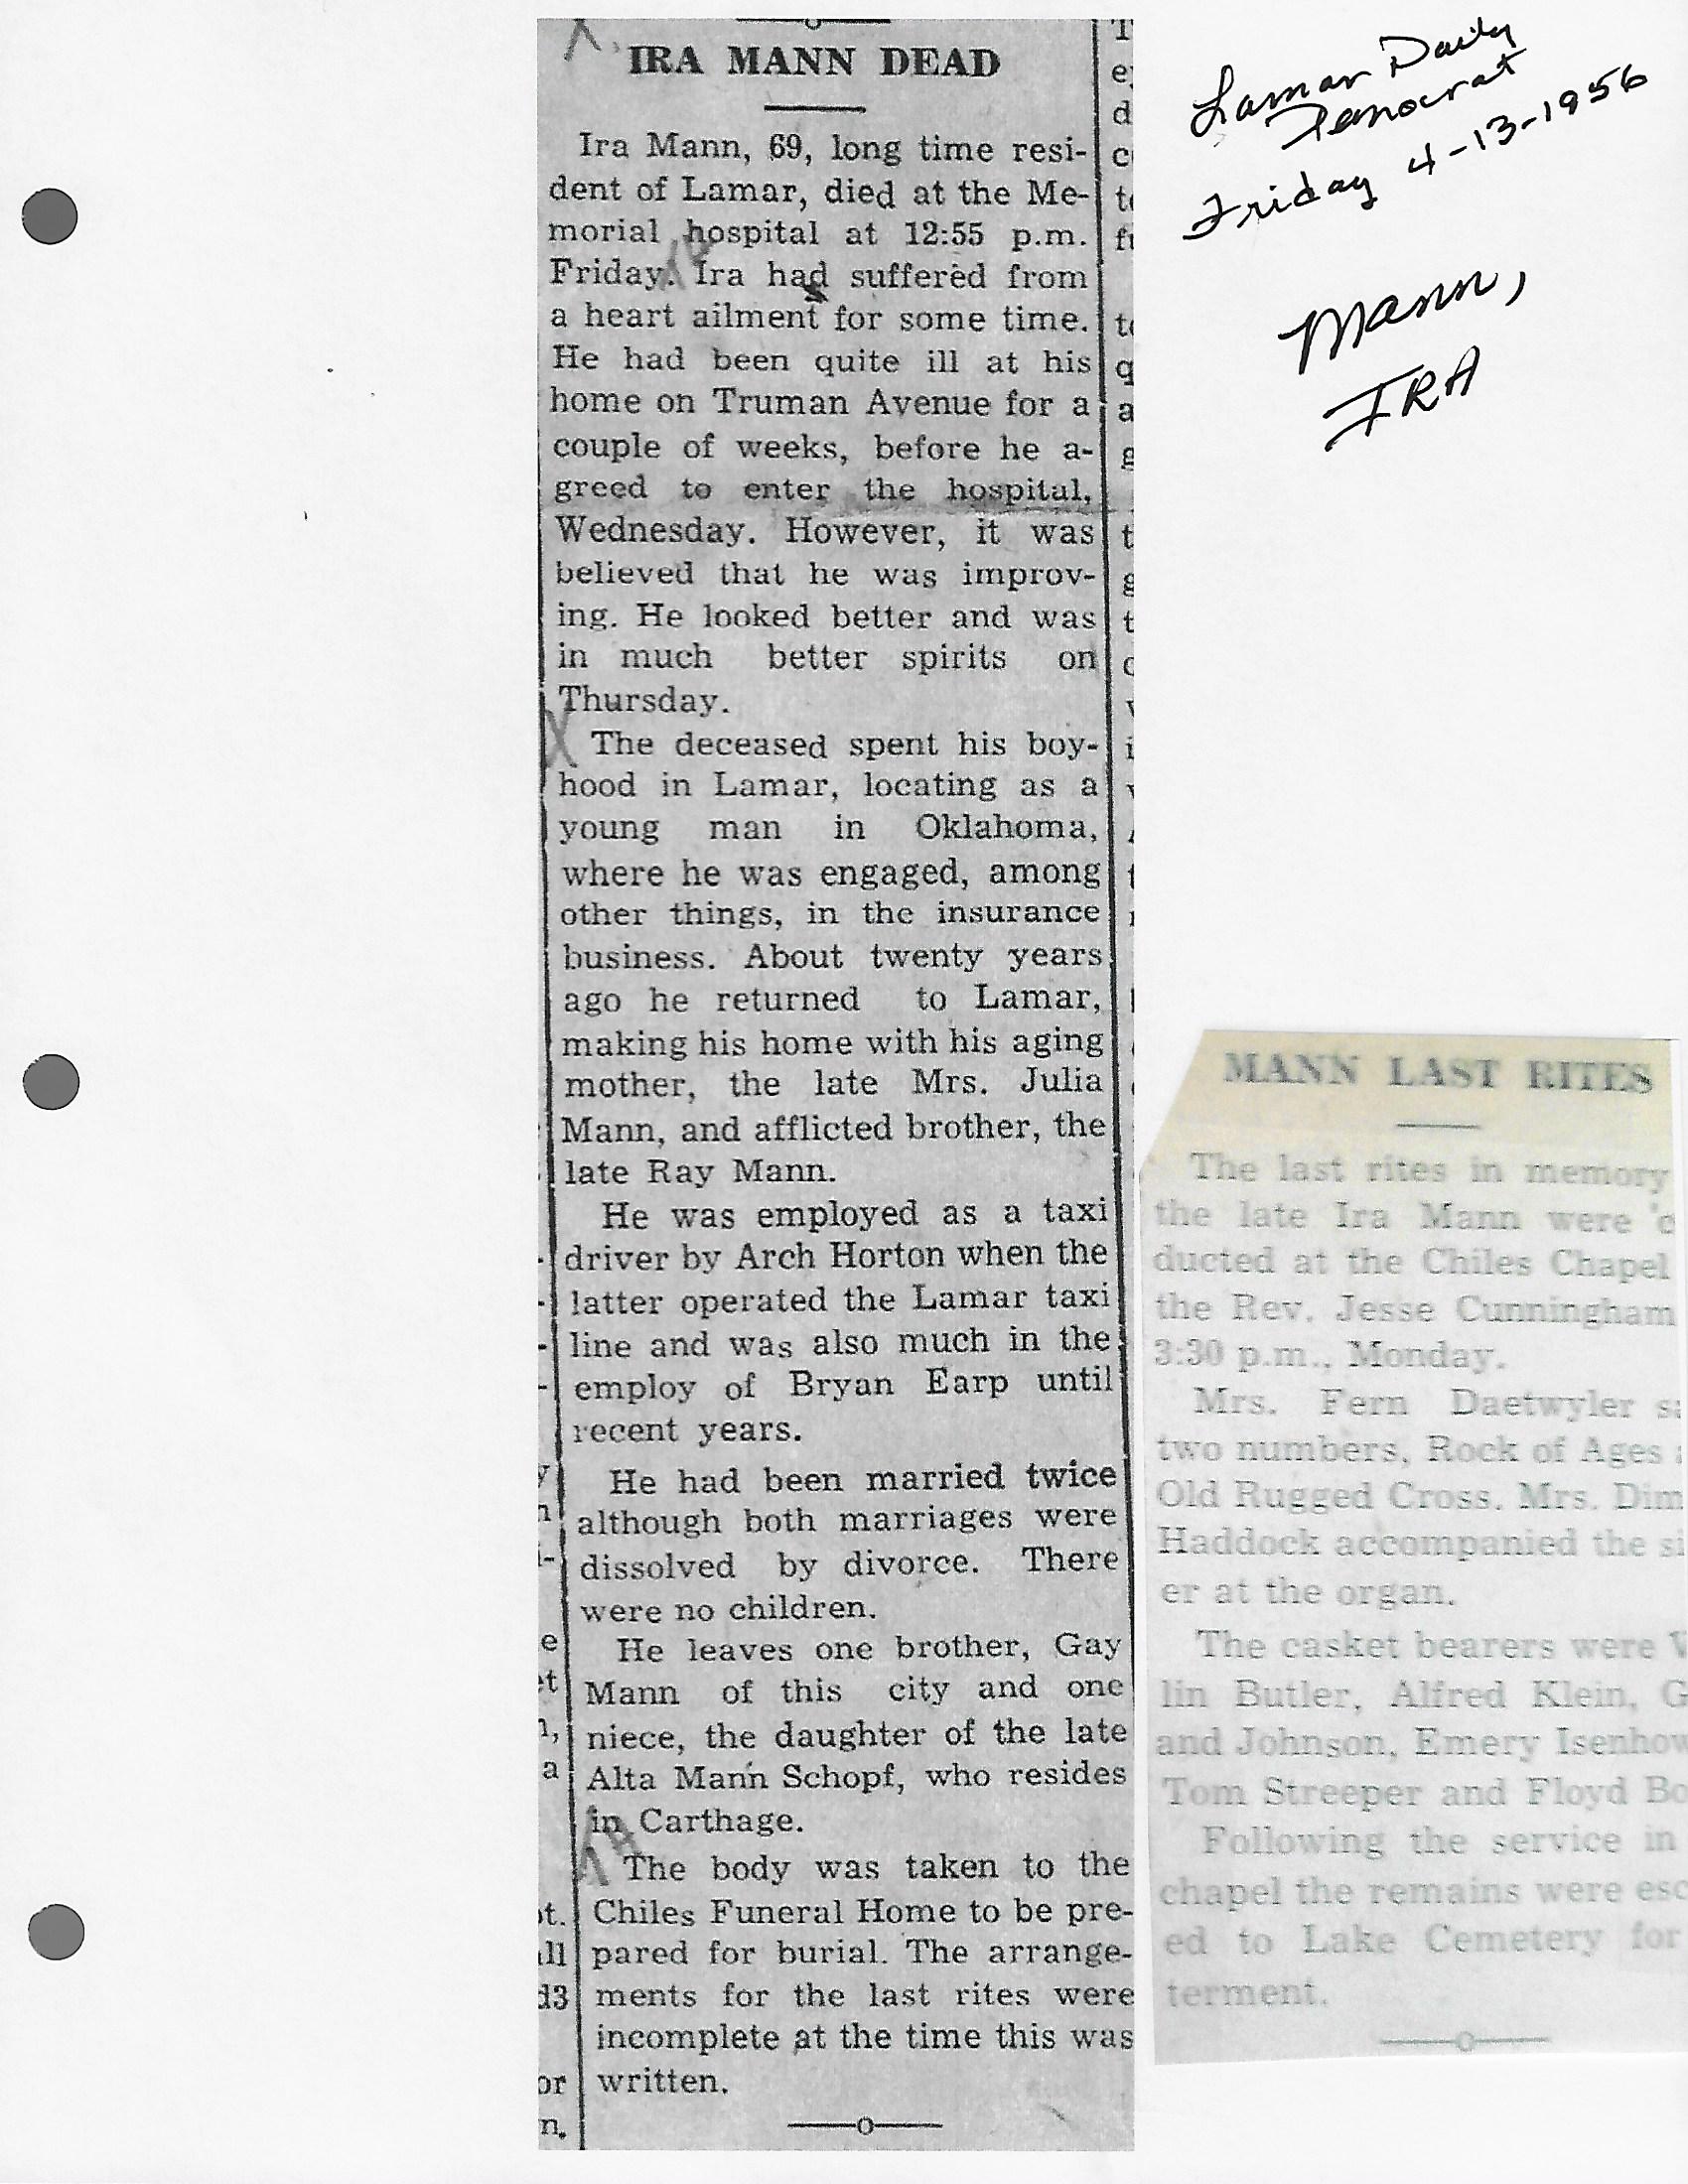 IRA MANN DEAD
Ira Mann, 69, long time resi-
dent of Lamar, died at the Me-
morial hospital at 12:55 p.m.
Friday. Ira had suffered from
a heart ailment for some time.
He had been quite ill at his
home on Truman Avenue for a
couple of weeks, before he a-
greed to enter the hospital,
Wednesday. However, it was
believed that he was improv-
ing. He looked better and was
in much better spirits on
Thursday.
The deceased spent his boy-
hood in Lamar, locating as a
young man in Oklahoma,
where he was engaged, among
other things, in the insurance
business. About twenty years
ago he returned to Lamar,
making his home with his aging
mother, the late Mrs. Julia
Mann, and afflicted brother, the
late Ray Mann.
He was employed as a taxi
driver by Arch Horton when the
latter operated the Lamar taxi
line and was also much in the
employ of Bryan Earp until
recent years.
He had been married twice
although both marriages were
dissolved by divorce. There
were no children.
He leaves one brother, Gay
Mann of this city and one
niece, the daughter of the late
Alta Mann Schopf, who resides
in Carthage.
The body was taken to the
Chiles Funeral Home to be pre-
pared for burial. The arrange-
ments for the last rites were
incomplete at the time this was
written.
Lamar Daily
Democrat
Friday 4-13-1956
Mann,
IRA
MANN LAST RITES
The last rites in memory
the late Ira Mann were c
ducted at the Chiles Chapel
the Rev. Jesse Cunningham
3:30 p.m., Monday.
Mrs. Fern Daetwyler sa
two numbers, Rock of Ages
Old Rugged Cross. Mrs. Dim
Haddock accompanied the si
er at the organ.
The casket bearers were
lin Butler, Alfred Klein, G
and Johnson, Emery Isenhow
Tom Streeper and Floyd Bo
Following the service in
chapel the remains were esc
ed to Lake Cemetery for
terment.